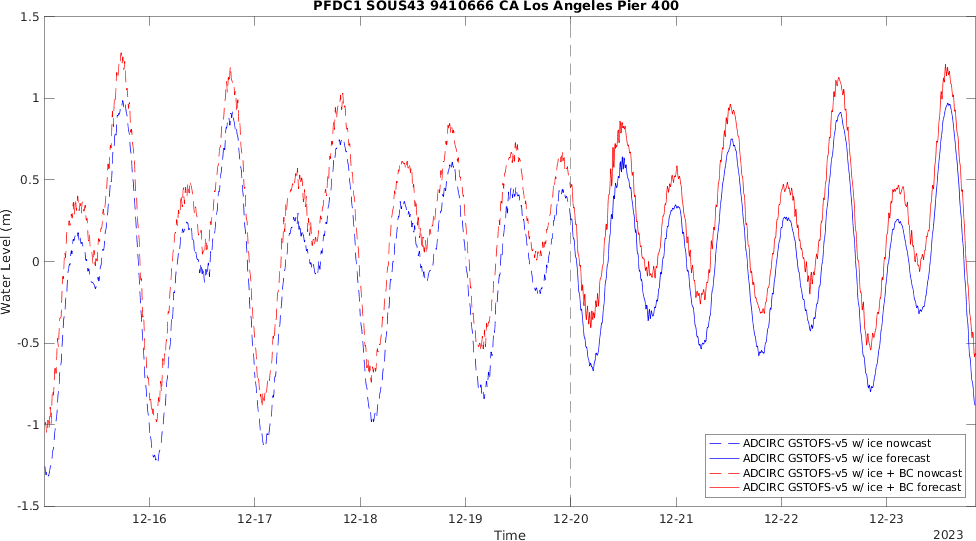 PFDC1 SOUS43 9410666 CA Los Angeles Pier 400
1.5
1
0.5
0
-0.5
-1
-1.5
Water Level (m)
12-16 12-17 12-18 12-19 12-20 12-21 12-22 12-23
Time
2023
ADCIRC GSTOFS-v5 w/ ice nowcast
ADCIRC GSTOFS-v5 w/ ice forecast
ADCIRC GSTOFS-v5 w/ ice + BC nowcast
ADCIRC GSTOFS-v5 w/ ice + BC forecast